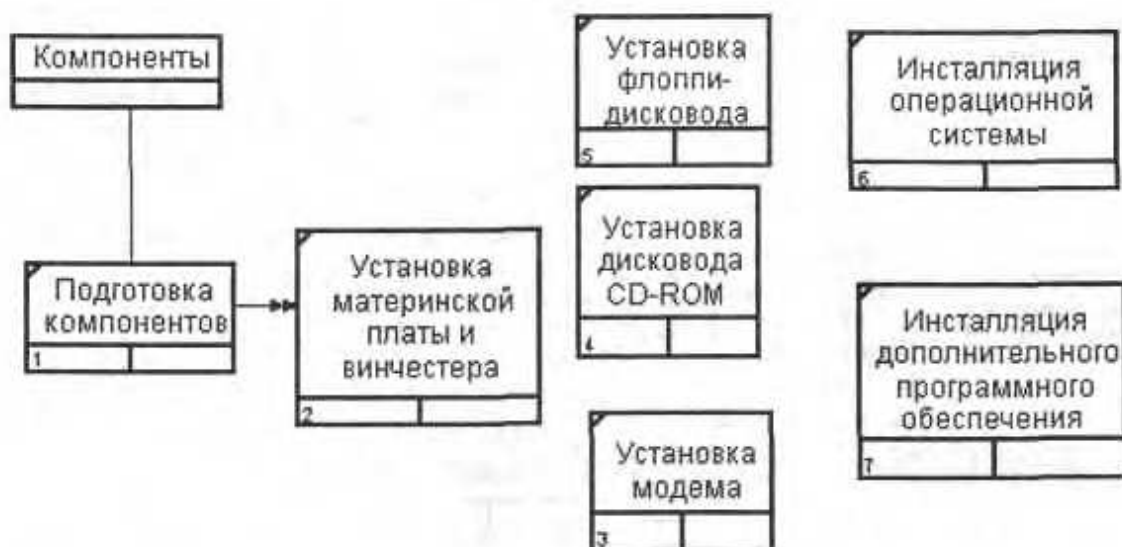 Компоненты
Подготовка
компонентов
1
Установка
материнской
платы и
винчестера
2
Установка
флоппи-
дисковода
5
Установка
дисковода
CD-ROM
4
Установка
модема
3
Инсталляция
операционной
системы
6
Инсталляция
дополнительного
программного
обеспечения
7